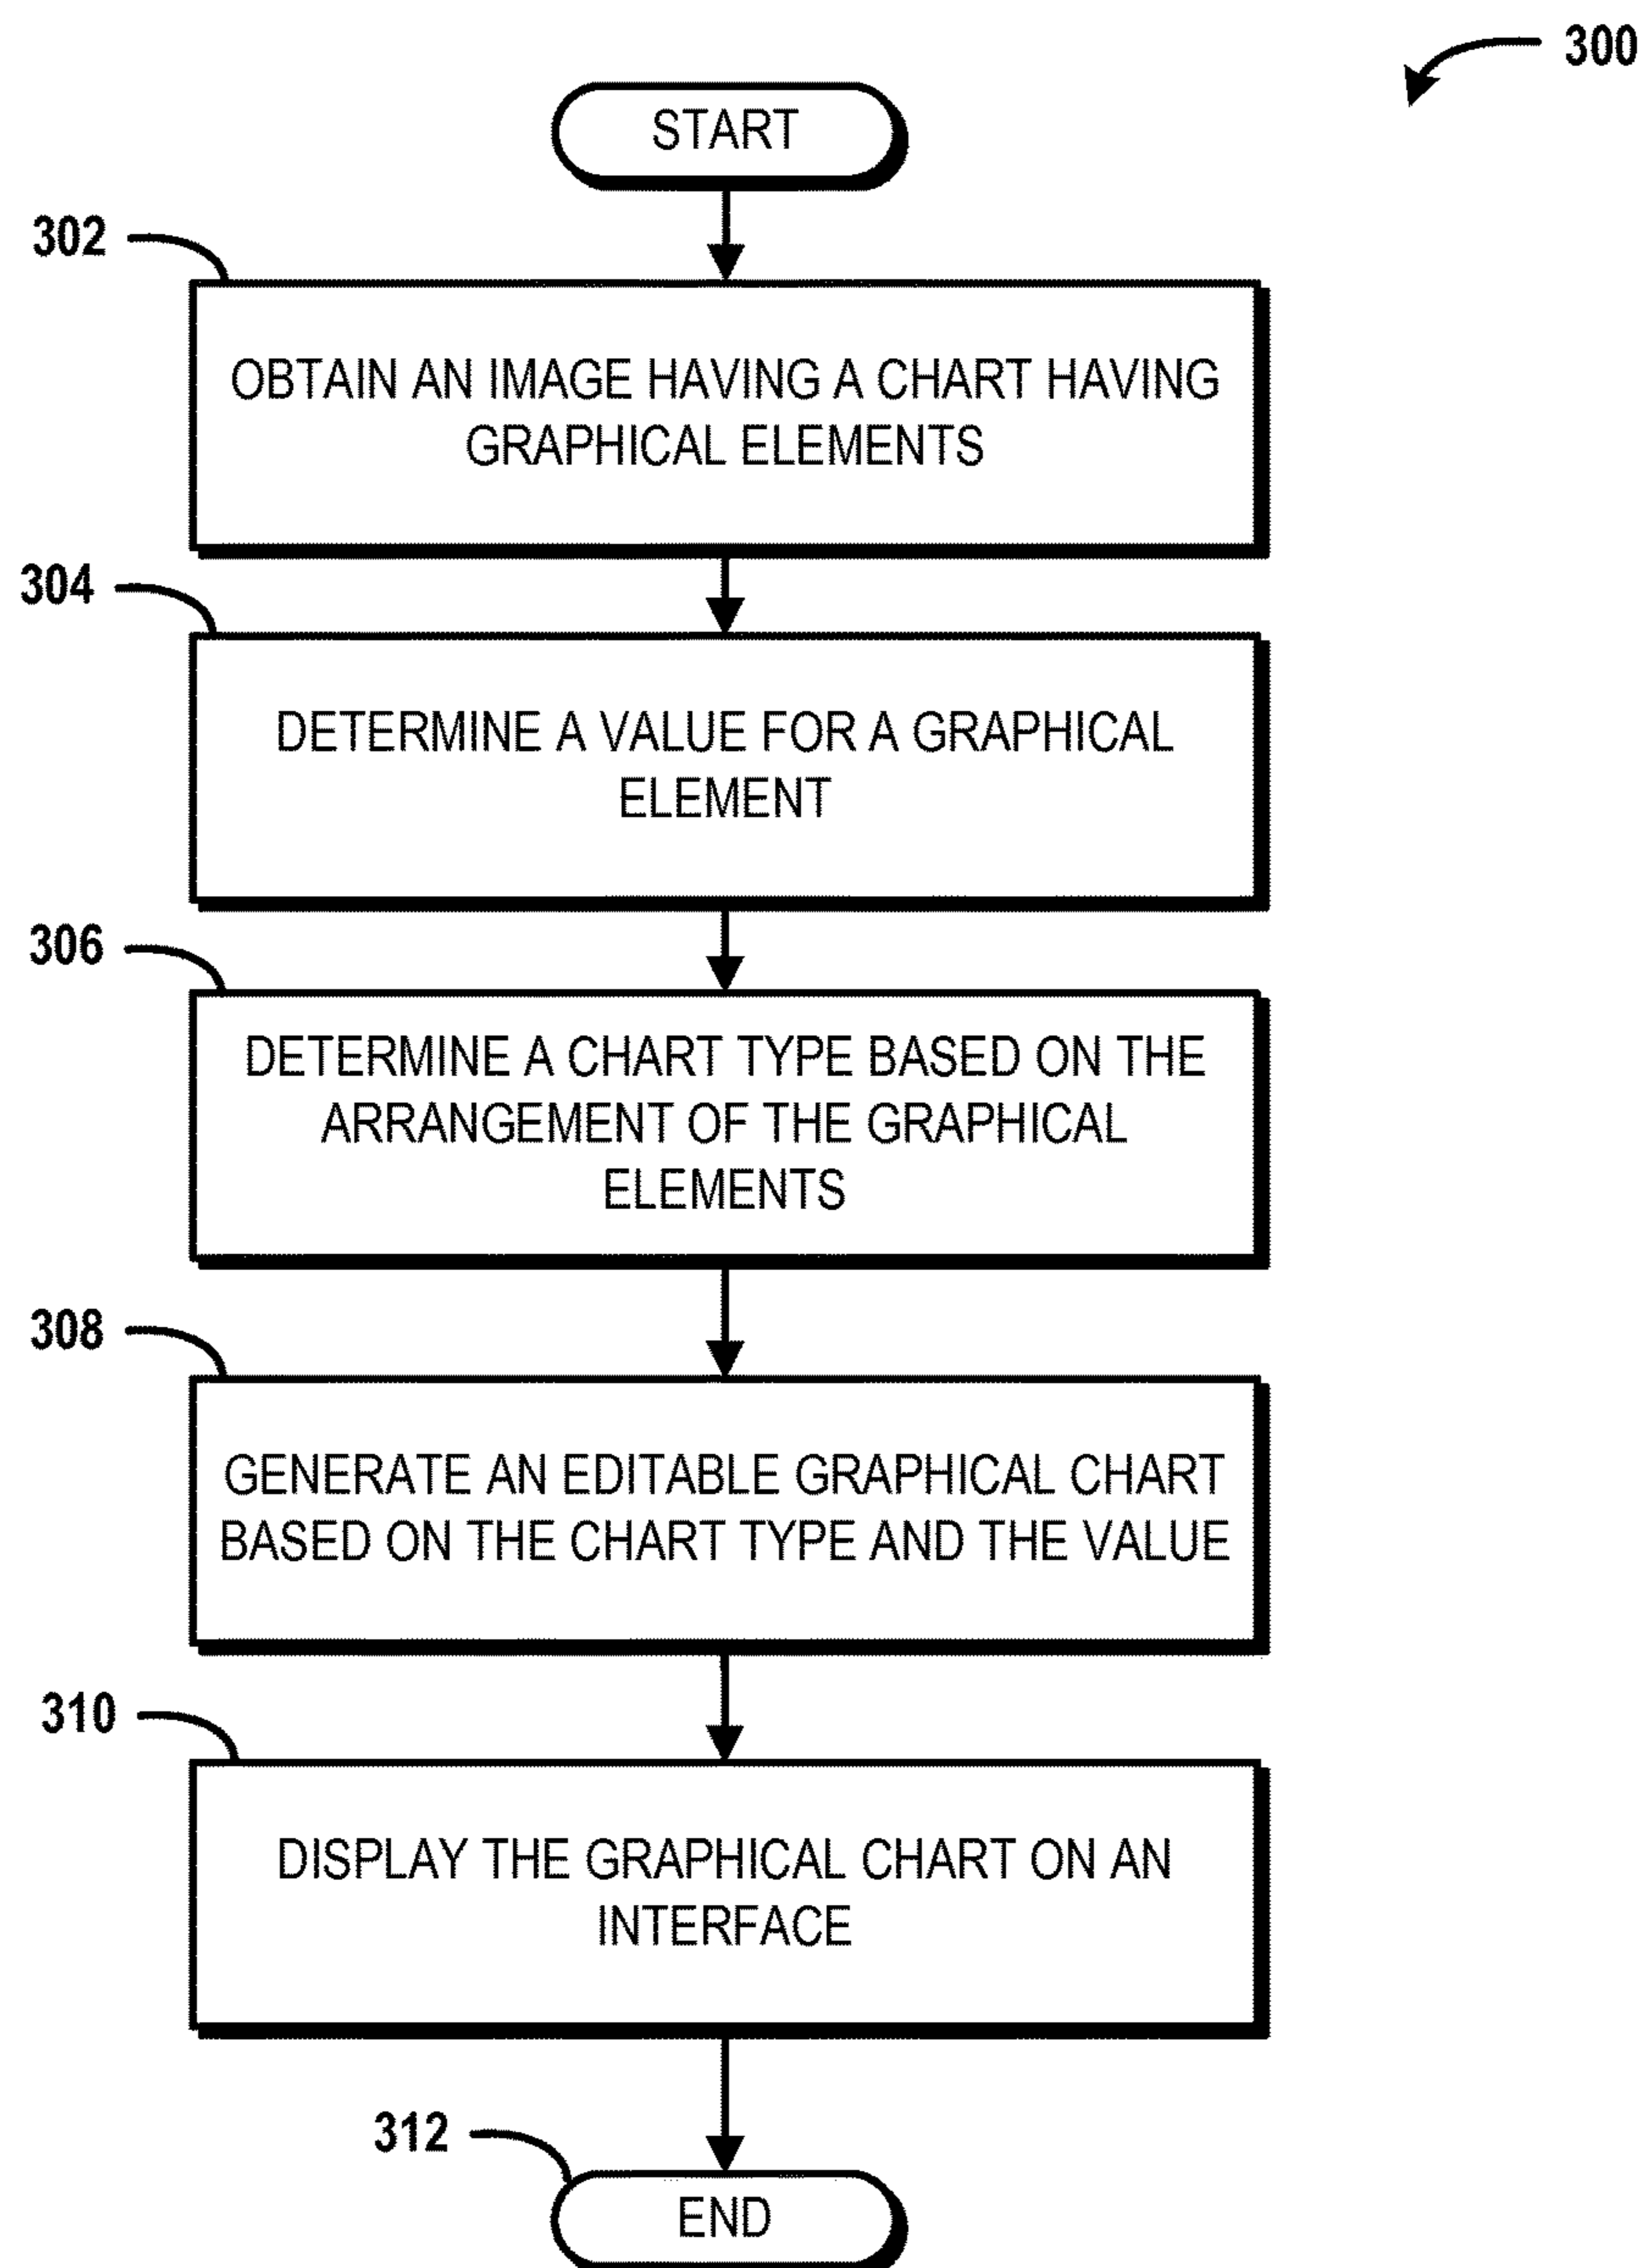 300
START
302
OBTAIN AN IMAGE HAVING A CHART HAVING
GRAPHICAL ELEMENTS
304
DETERMINE A VALUE FOR A GRAPHICAL
ELEMENT
306
DETERMINE A CHART TYPE BASED ON THE
ARRANGEMENT OF THE GRAPHICAL
ELEMENTS
308
GENERATE AN EDITABLE GRAPHICAL CHART
BASED ON THE CHART TYPE AND THE VALUE
310
DISPLAY THE GRAPHICAL CHART ON AN
INTERFACE
312
END